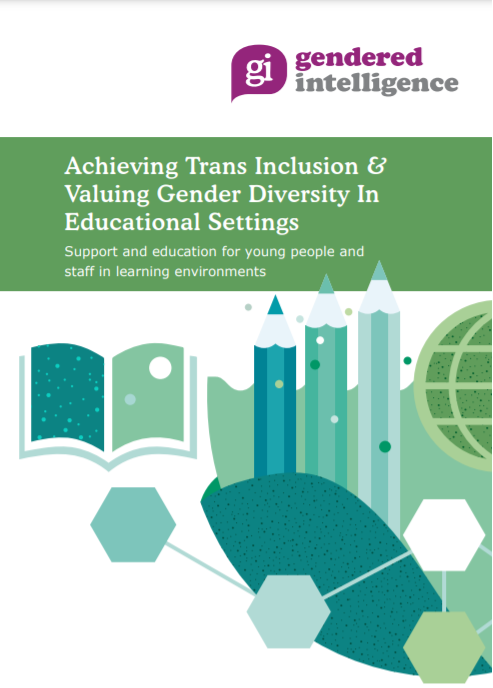 gi
gendered
intelligence
Achieving Trans Inclusion &
Valuing Gender Diversity In
Educational Settings
Support and education for young people and
staff in learning environments